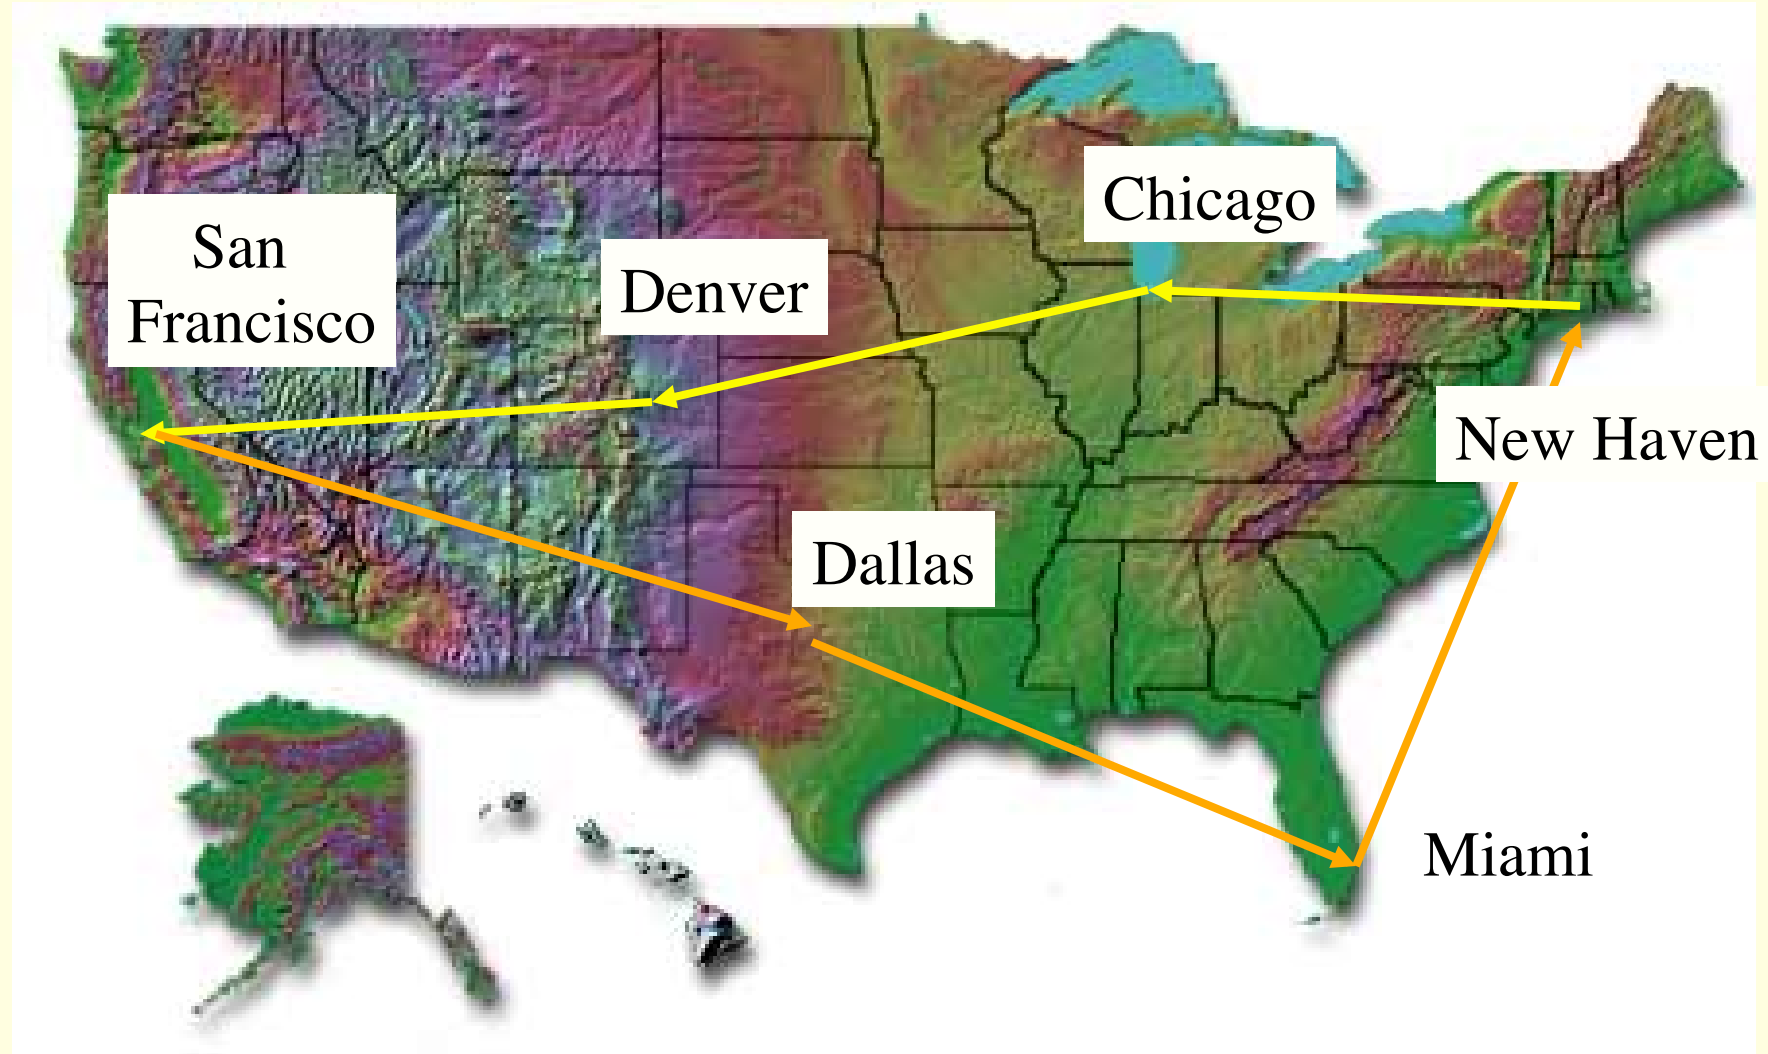 Chicago
San
Francisco
Denver
New Haven
Dallas
Miami